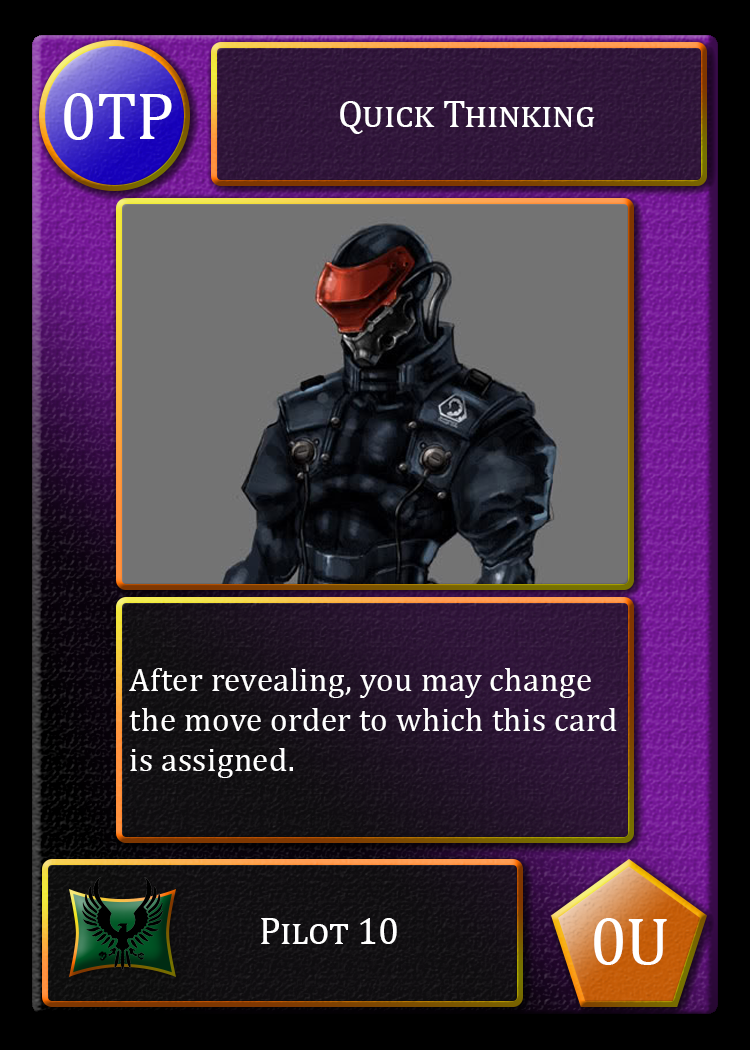 0TP
Quick Thinking
After revealing, you may change
the move order to which this card
is assigned.
Pilot 10
0U